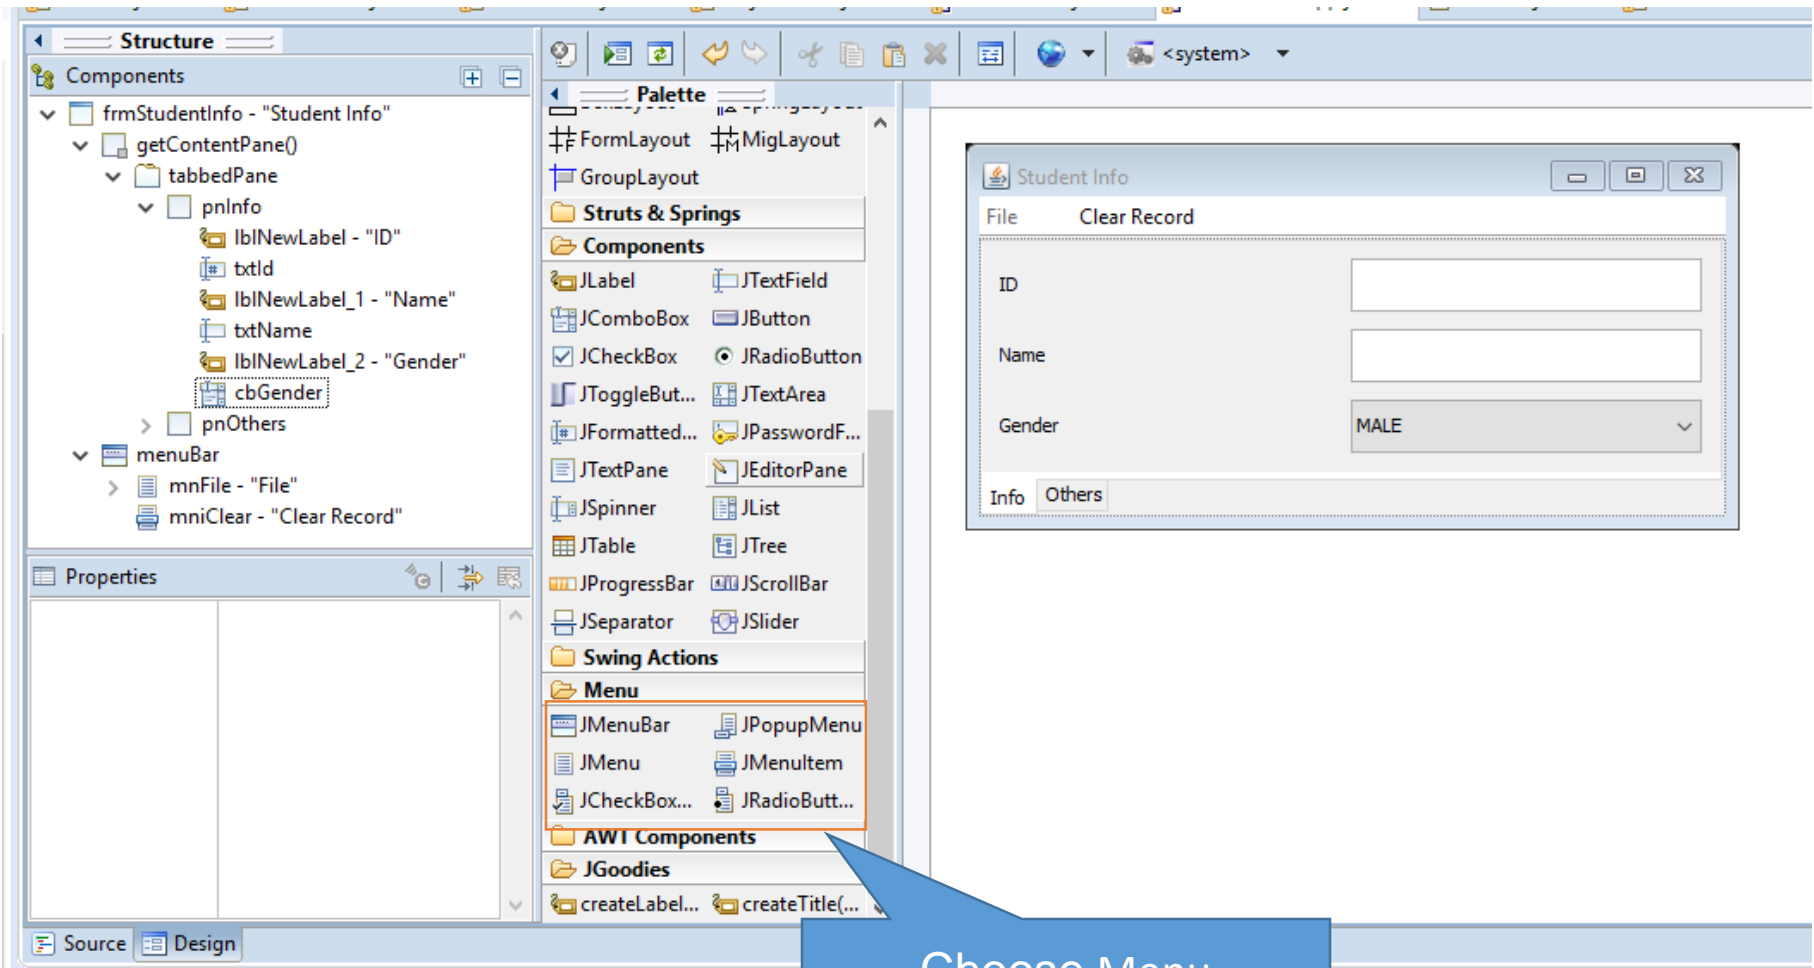 Structure
Components
frmStudentInfo - "Student Info"
getContentPane()
tabbedPane
pnInfo
lblNewLabel - "ID"
txtId
lblNewLabel_1 - "Name"
txtName
lblNewLabel_2 - "Gender"
cbGender
pnOthers
menuBar
mnFile - "File"
mniClear - "Clear Record"
Properties
Source Design
<system>
Palette
FormLayout MigLayout
GroupLayout
Struts & Springs
Components
JLabel JTextField
JComboBox JButton
JCheckBox JRadioButton
JToggleBut... JTextArea
JFormatted... JPasswordF...
JTextPane JEditorPane
JSpinner JList
JTable JTree
JProgressBar JScrollBar
JSeparator JSlider
Swing Actions
Menu
JMenuBar JPopupMenu
JMenu JMenuItem
JCheckBox... JRadioButt...
AWT Components
JGoodies
createLabel... createTitle(...
Student Info
File Clear Record
ID
Name
Gender MALE
Info Others
Choose Menu